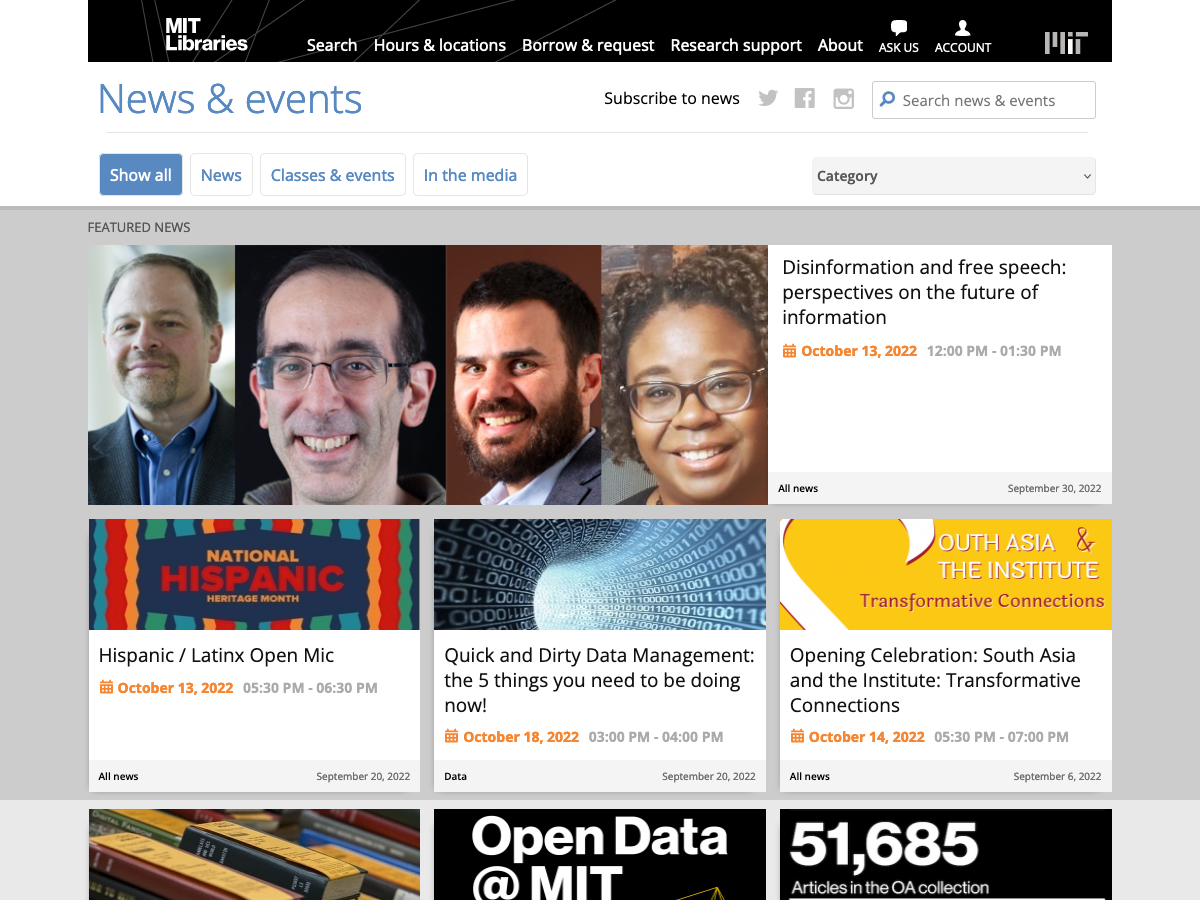 MIT
Libraries
Search Hours & locations Borrow & request Research support About ASK US ACCOUNT
News & events
Subscribe to news
Search news & events
Show all News Classes & events In the media
Category
FEATURED NEWS
Disinformation and free speech:
perspectives on the future of
information
October 13, 2022 12:00 PM - 01:30 PM
All news September 30, 2022
NATIONAL
HISPANIC
HERITAGE MONTH
Hispanic / Latinx Open Mic
October 13, 2022 05:30 PM - 06:30 PM
All news September 20, 2022
Quick and Dirty Data Management:
the 5 things you need to be doing
now!
October 18, 2022 03:00 PM - 04:00 PM
Data September 20, 2022
OUTH ASIA &
THE INSTITUTE
Transformative Connections
Opening Celebration: South Asia
and the Institute: Transformative
Connections
October 14, 2022 05:30 PM - 07:00 PM
All news September 6, 2022
DIGITAL FANDOM
Open Data
@ MIT
51,685
Articles in the OA collection